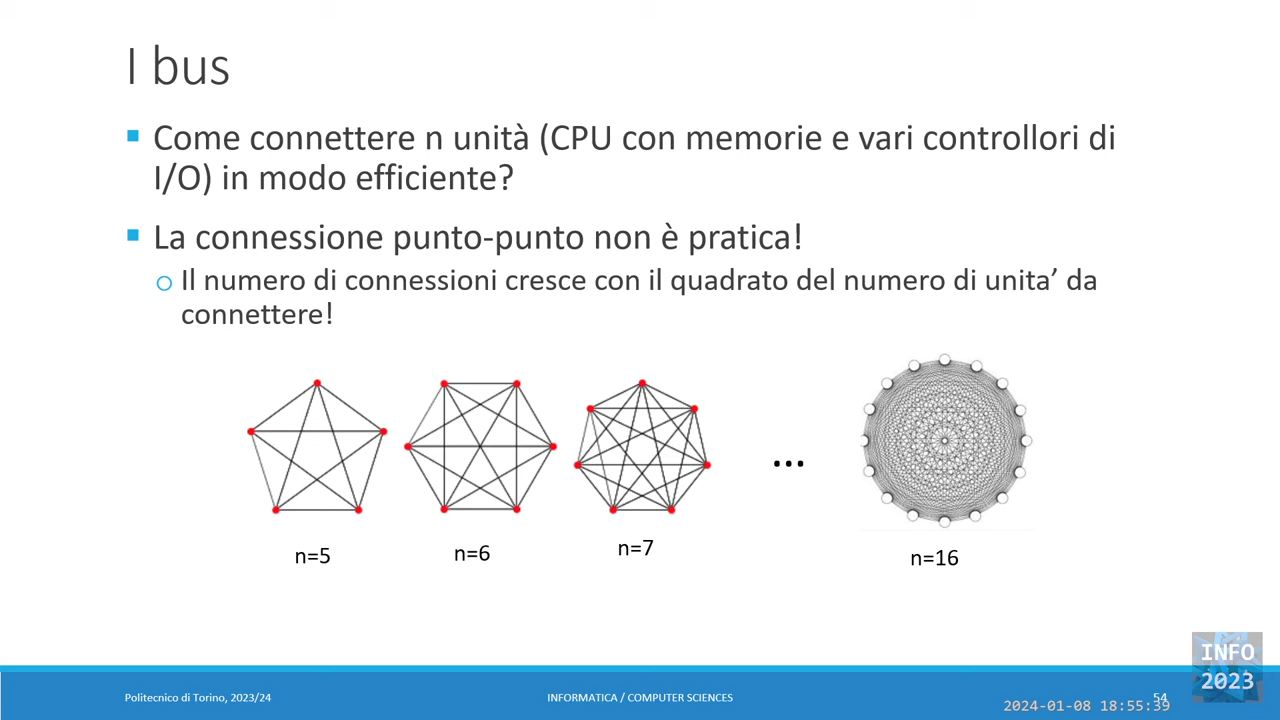 I bus
Come connettere n unità (CPU con memorie e vari controllori di
I/O) in modo efficiente?
La connessione punto-punto non è pratica!
Il numero di connessioni cresce con il quadrato del numero di unita’ da
connettere!
...
n=5
n=6
n=7
n=16
INFO
2023
Politecnico di Torino, 2023/24
INFORMATICA / COMPUTER SCIENCES
54
2024-01-08 18:55:39